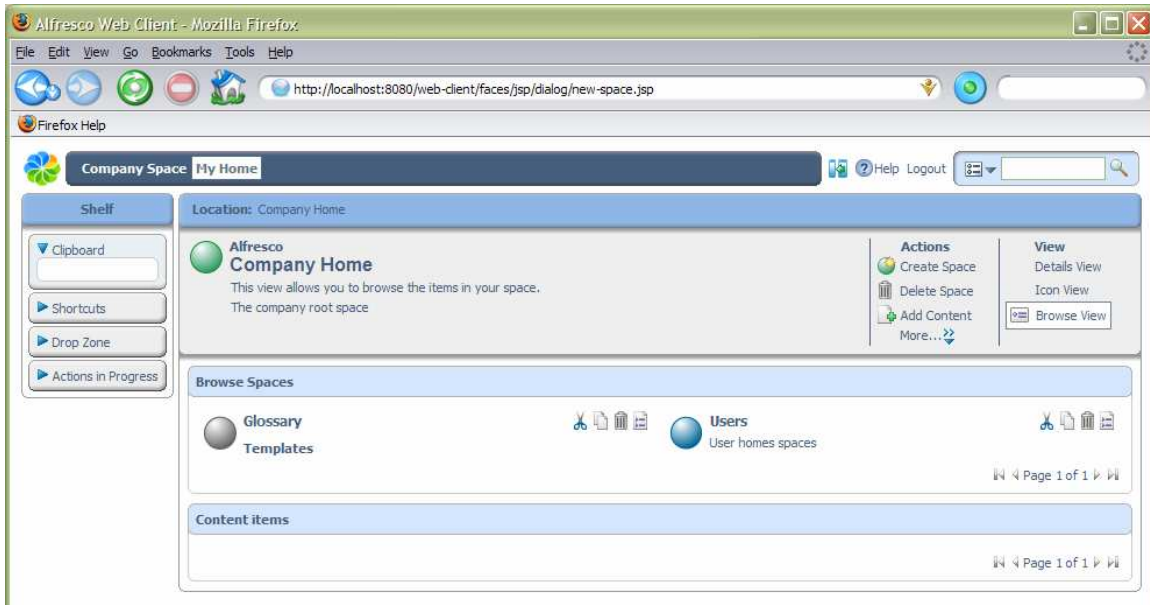 Alfresco Web Client - Mozilla Firefox
File Edit View Go Bookmarks Tools Help
http://localhost:8080/web-client/faces/jsp/dialog/new-space.jsp
Firefox Help
Company Space My Home
Help Logout
Shelf
Location: Company Home
Clipboard
Shortcuts
Drop Zone
Actions in Progress
Alfresco
Company Home
This view allows you to browse the items in your space.
The company root space
Actions
Create Space
Delete Space
Add Content
More...
View
Details View
Icon View
Browse View
Browse Spaces
Glossary
Templates
Users
User homes spaces
Page 1 of 1
Content items
Page 1 of 1